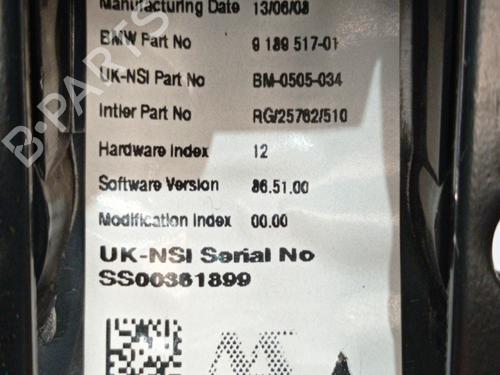 Manufacturing Date 13/06/08
BMW Part No 9 189 517-01
UK-NSI Part No BM-0505-034
Intier Part No RG/25762/510
Hardware Index 12
Software Version 86.51.00
Modification Index 00.00
UK-NSI Serial No
SS00361899
B-PARTS